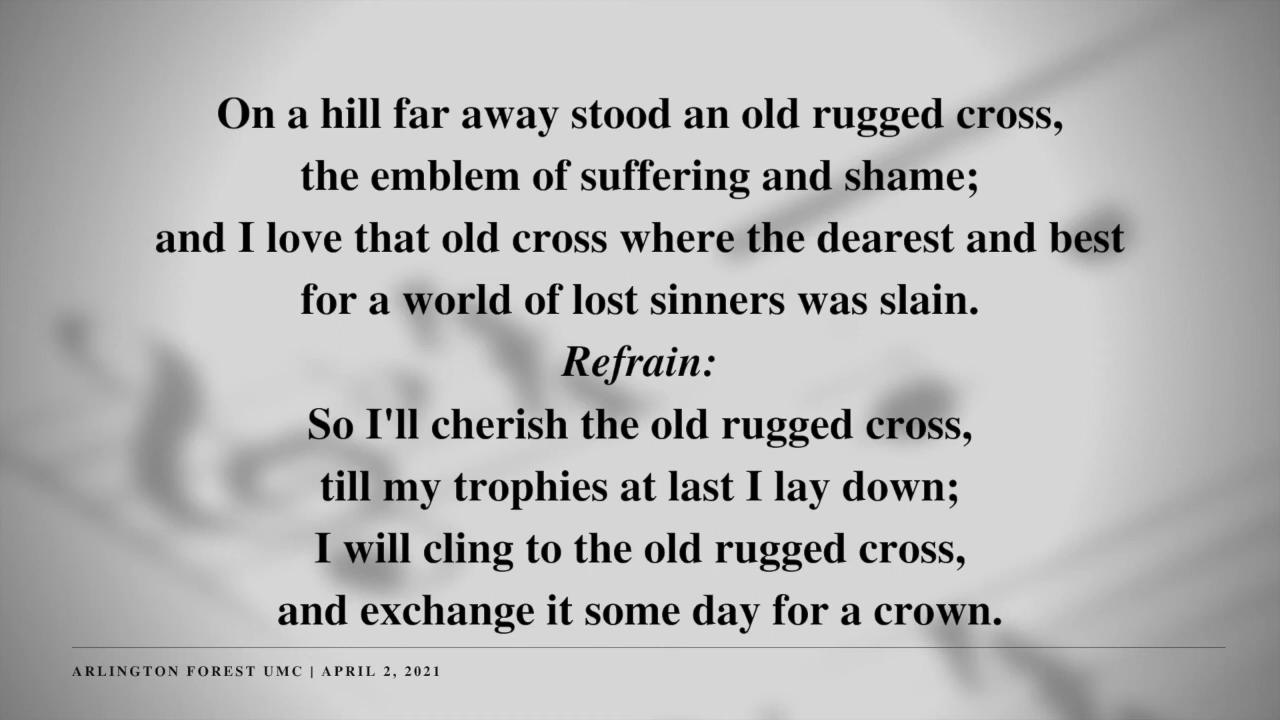 On a hill far away stood an old rugged cross,
the emblem of suffering and shame;
and I love that old cross where the dearest and best
for a world of lost sinners was slain.
Refrain:
So I'll cherish the old rugged cross,
till my trophies at last I lay down;
I will cling to the old rugged cross,
and exchange it some day for a crown.
ARLINGTON FOREST UMC | APRIL 2, 2021